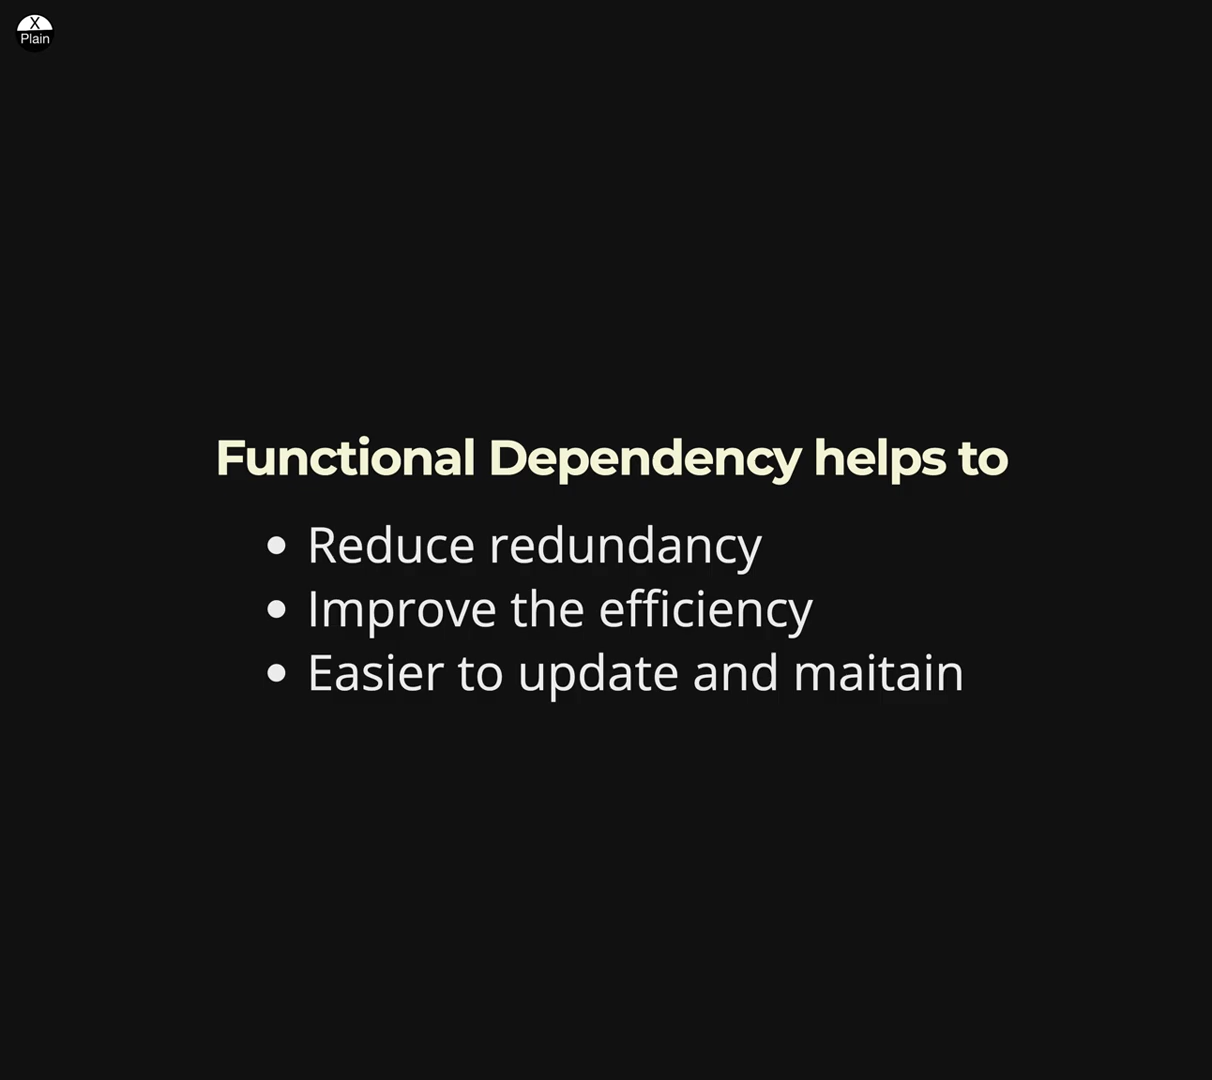 X
Plain
Functional Dependency helps to
• Reduce redundancy
• Improve the efficiency
• Easier to update and maitain